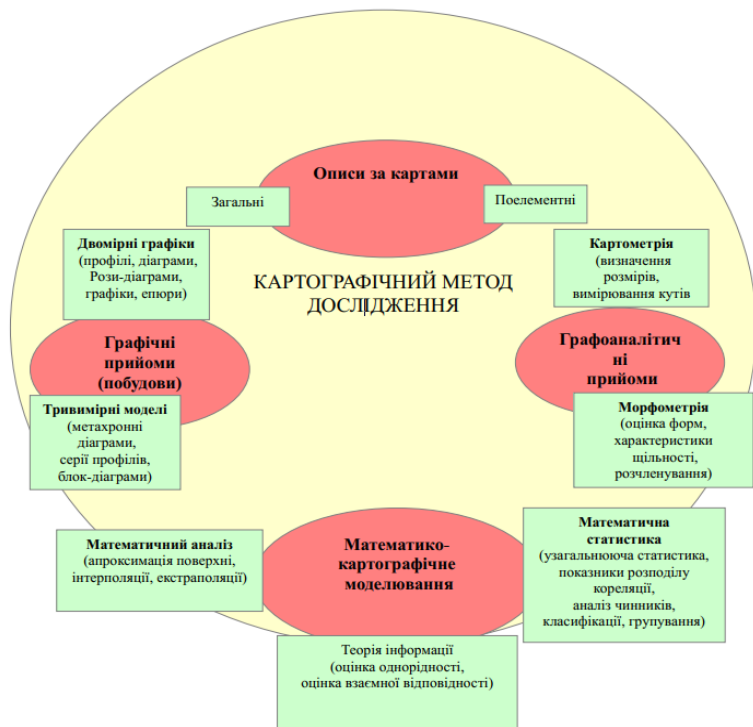 Описи за картами
Загальні
Поелементні
Двомірні графіки
(профілі, діаграми,
Рози-діаграми,
графіки, епюри)
Картометрія
(визначення
розмірів,
вимірювання кутів
КАРТОГРАФІЧНИЙ МЕТОД
ДОСЛІДЖЕННЯ
Графічні
прийоми
(побудови)
Графоаналітич
ні
прийоми
Тривимірні моделі
(метахронні
діаграми,
серії профілів,
блок-діаграми)
Морфометрія
(оцінка форм,
характеристики
щільності,
розчленування)
Математичний аналіз
(апроксимація поверхні,
інтерполяції, екстраполяції)
Математико-
картографічне
моделювання
Математична
статистика
(узагальнююча статистика,
показники розподілу
кореляції,
аналіз чинників,
класифікації, групування)
Теорія інформації
(оцінка однорідності,
оцінка взаємної відповідності)